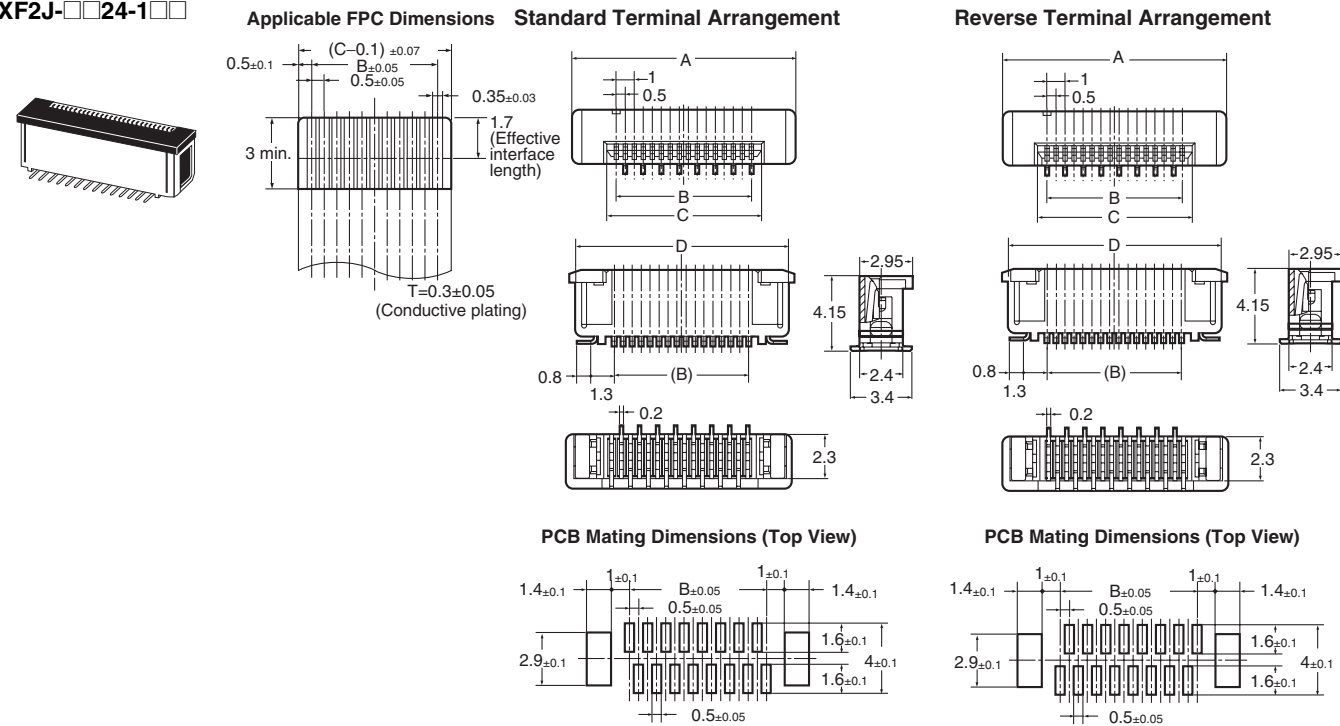 XF2J-□□24-1□□
Applicable FPC Dimensions
(C−0.1) ±0.07
0.5±0.1
B±0.05
0.5±0.05
0.35±0.03
3 min.
1.7
(Effective
interface
length)
T=0.3±0.05
(Conductive plating)
Standard Terminal Arrangement
A
1
0.5
B
C
D
2.95
4.15
0.8
1.3
(B)
2.4
3.4
0.2
2.3
PCB Mating Dimensions (Top View)
1.4±0.1
1±0.1
B±0.05
1±0.1
1.4±0.1
0.5±0.05
2.9±0.1
1.6±0.1
4±0.1
1.6±0.1
0.5±0.05
Reverse Terminal Arrangement
A
1
0.5
B
C
D
2.95
4.15
0.8
1.3
(B)
2.4
3.4
0.2
2.3
PCB Mating Dimensions (Top View)
1.4±0.1
1±0.1
B±0.05
1±0.1
1.4±0.1
0.5±0.05
2.9±0.1
1.6±0.1
4±0.1
1.6±0.1
0.5±0.05